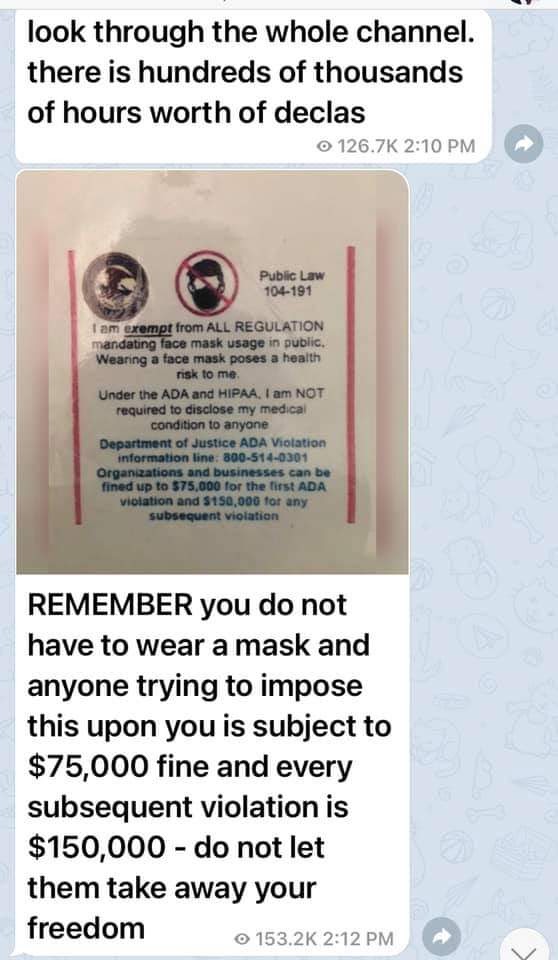 look through the whole channel.
there is hundreds of thousands
of hours worth of declas
126.7K 2:10 PM
Public Law
104-191
I am exempt from ALL REGULATION
mandating face mask usage in public.
Wearing a face mask poses a health
risk to me.
Under the ADA and HIPAA, I am NOT
required to disclose my medical
condition to anyone
Department of Justice ADA Violation
information line: 800-514-0301
Organizations and businesses can be
fined up to $75,000 for the first ADA
violation and $150,000 for any
subsequent violation
REMEMBER you do not
have to wear a mask and
anyone trying to impose
this upon you is subject to
$75,000 fine and every
subsequent violation is
$150,000 - do not let
them take away your
freedom
153.2K 2:12 PM